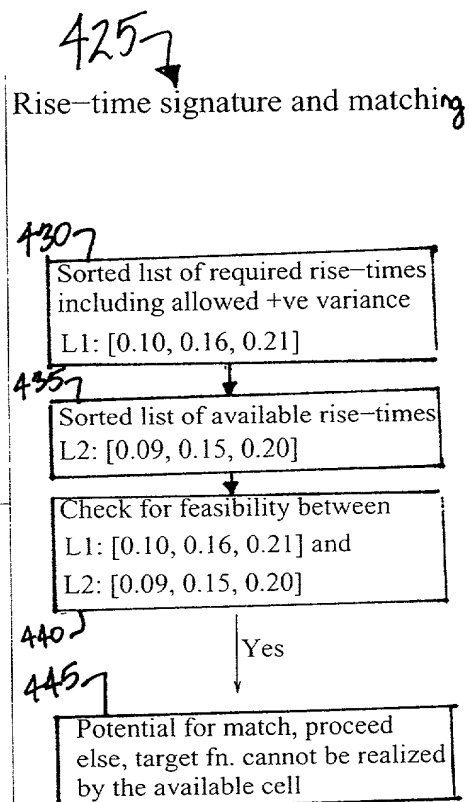 425
Rise-time signature and matching
430
Sorted list of required rise-times
including allowed +ve variance
L1: [0.10, 0.16, 0.21]
435
Sorted list of available rise-times
L2: [0.09, 0.15, 0.20]
Check for feasibility between
L1: [0.10, 0.16, 0.21] and
L2: [0.09, 0.15, 0.20]
440
Yes
445
Potential for match, proceed
else, target fn. cannot be realized
by the available cell